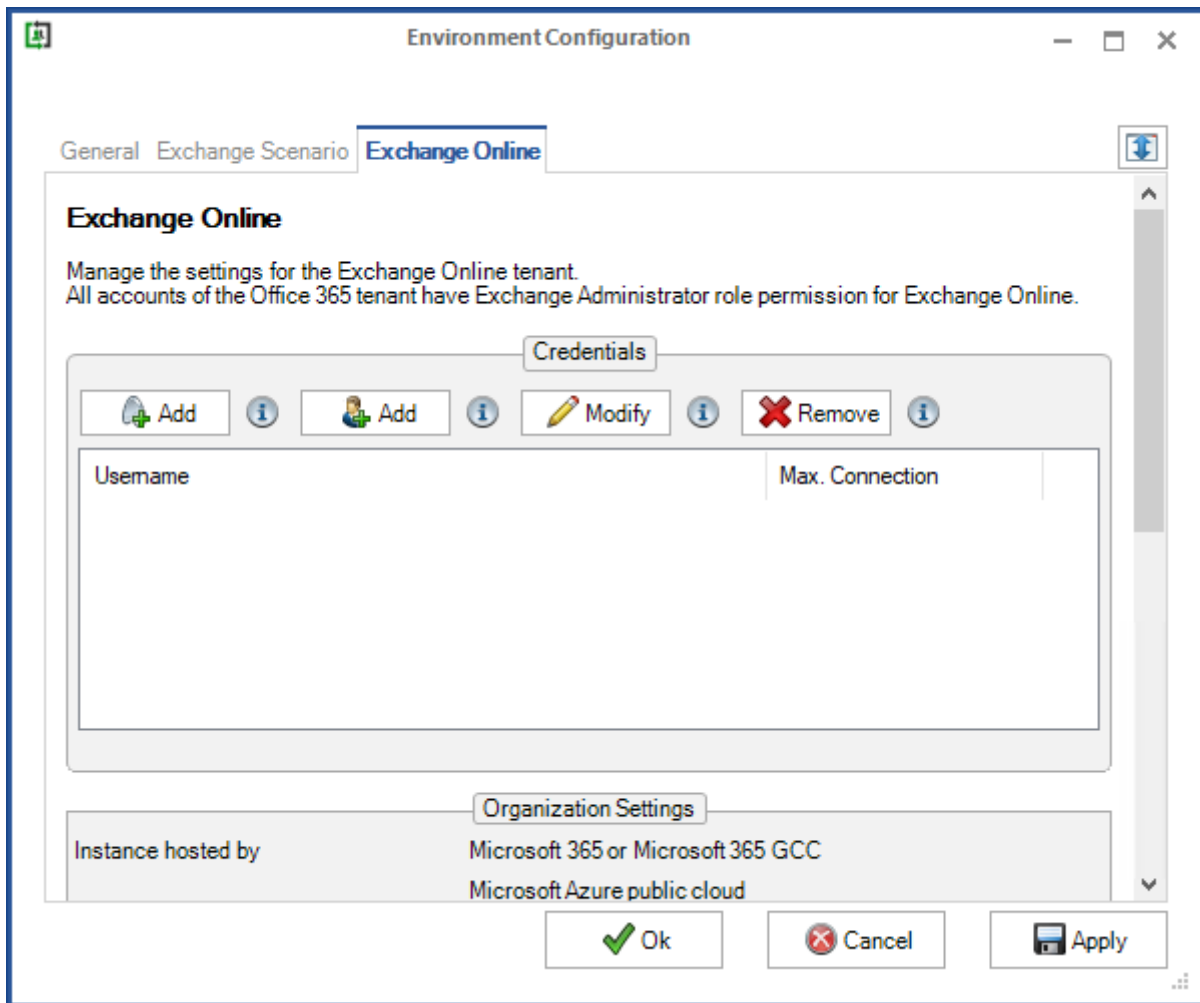 Environment Configuration
General Exchange Scenario Exchange Online
Exchange Online
Manage the settings for the Exchange Online tenant.
All accounts of the Office 365 tenant have Exchange Administrator role permission for Exchange Online.
Credentials
Add Add Modify Remove
Username Max. Connection
Organization Settings
Instance hosted by Microsoft 365 or Microsoft 365 GCC
Microsoft Azure public cloud
Ok Cancel Apply